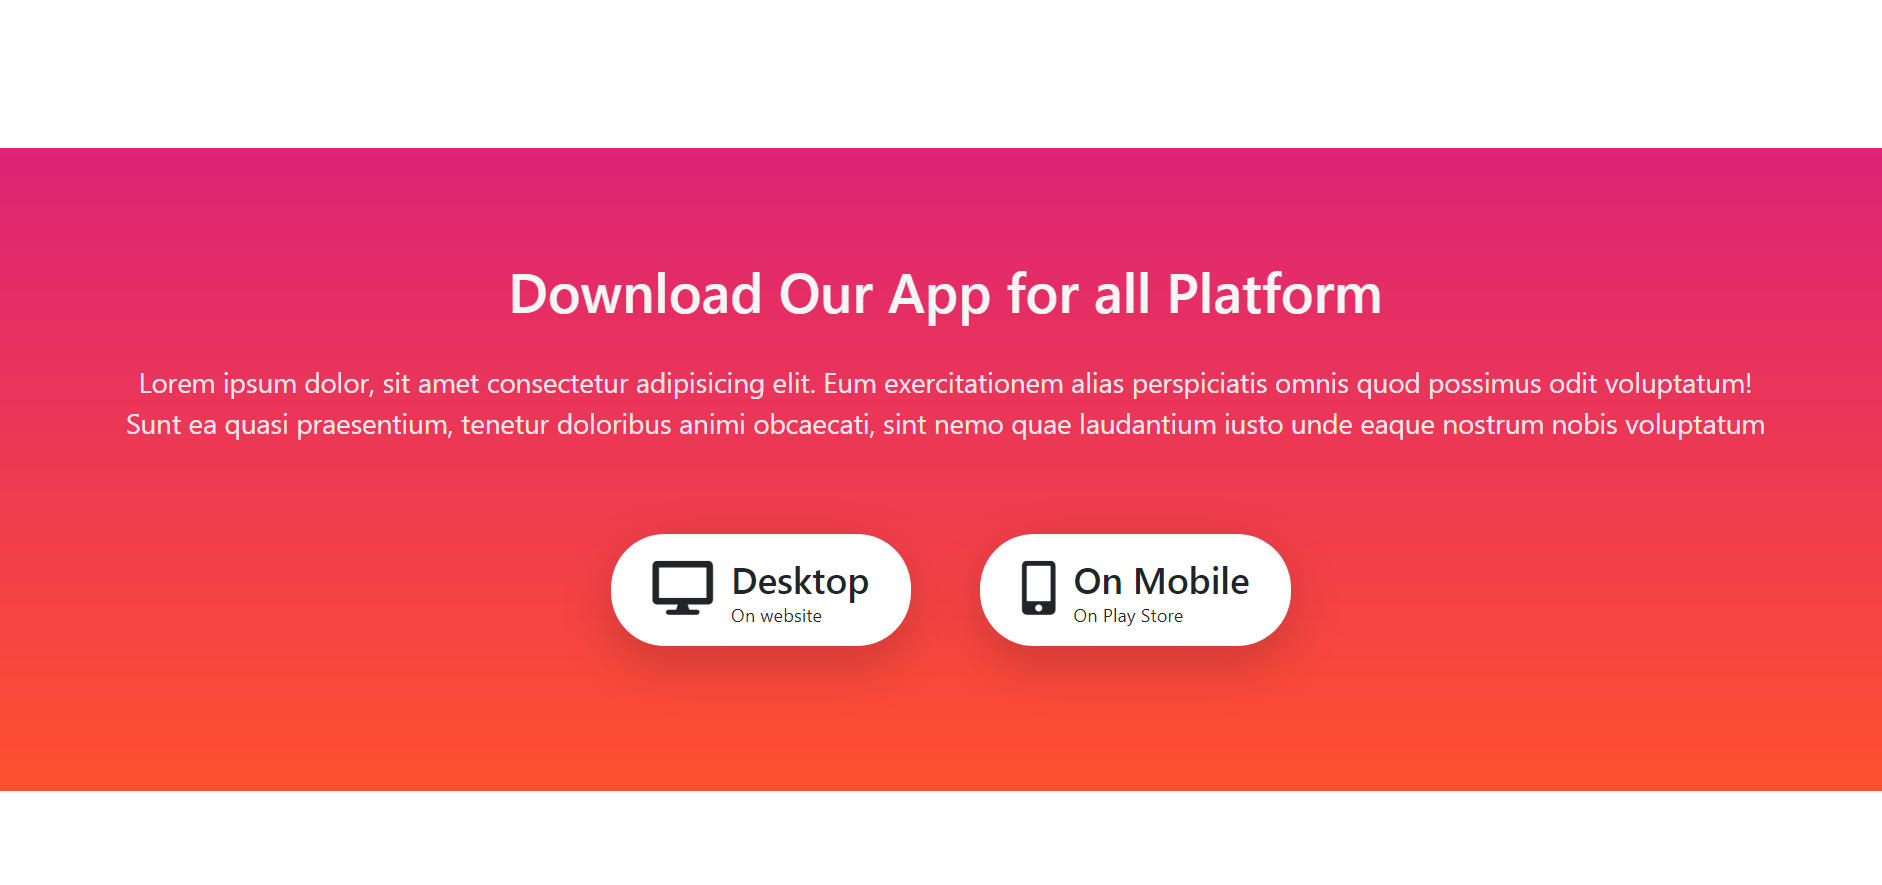 Download Our App for all Platform
Lorem ipsum dolor, sit amet consectetur adipisicing elit. Eum exercitationem alias perspiciatis omnis quod possimus odit voluptatum!
Sunt ea quasi praesentium, tenetur doloribus animi obcaecati, sint nemo quae laudantium iusto unde eaque nostrum nobis voluptatum
Desktop
On website
On Mobile
On Play Store